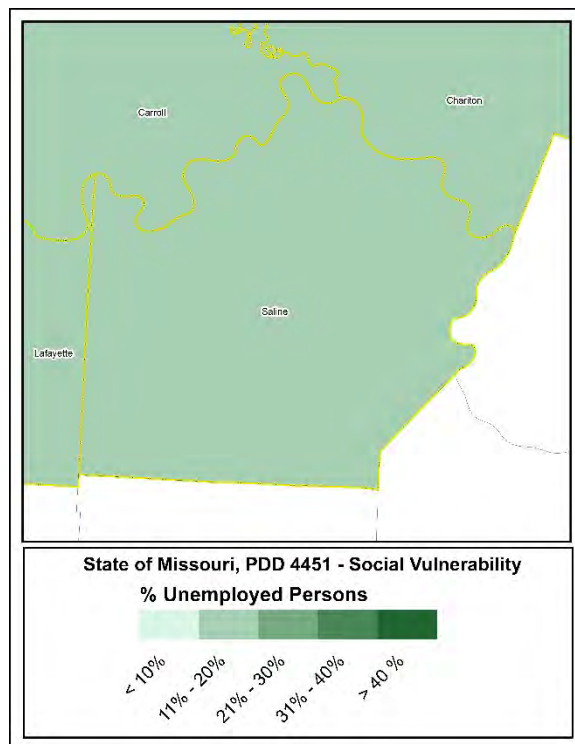 Chariton
Carroll
Saline
Lafayette
State of Missouri, PDD 4451 - Social Vulnerability
% Unemployed Persons
< 10%
11% - 20%
21% - 30%
31% - 40%
> 40 %